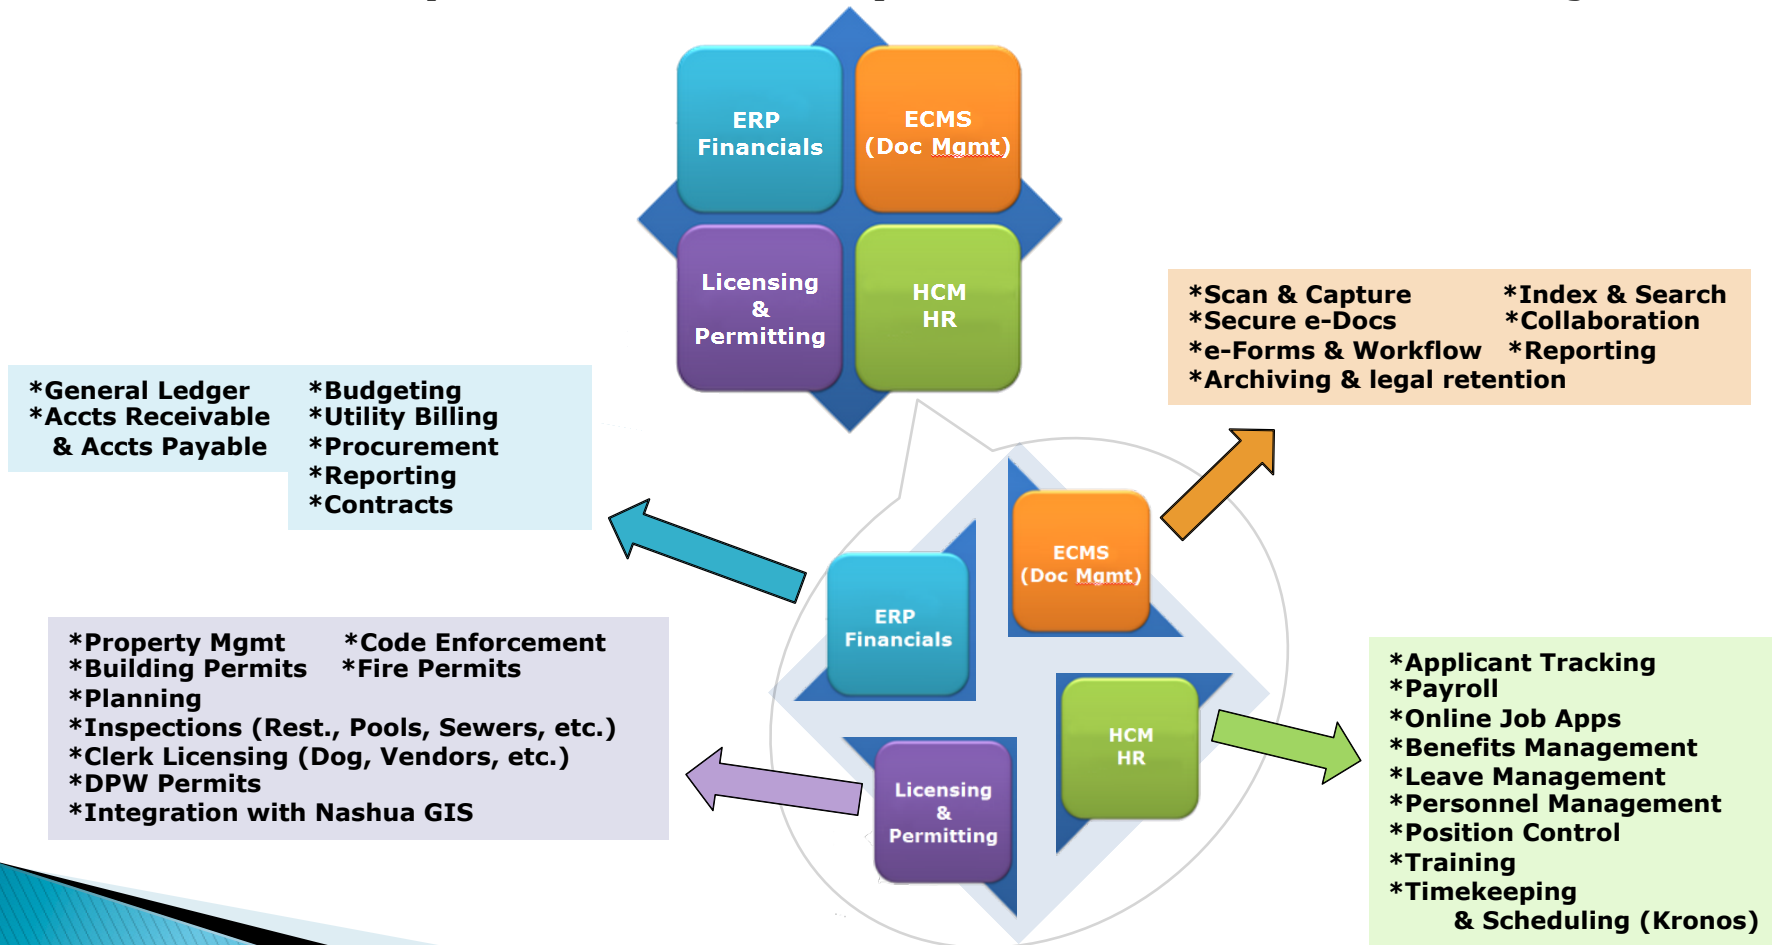 ERP
Financials
ECMS
(Doc Mgmt)
Licensing
&
Permitting
HCM
HR
*Scan & Capture *Index & Search
*Secure e-Docs *Collaboration
*e-Forms & Workflow *Reporting
*Archiving & legal retention
*General Ledger *Budgeting
*Accts Receivable *Utility Billing
& Accts Payable *Procurement
*Reporting
*Contracts
ECMS
(Doc Mgmt)
ERP
Financials
HCM
HR
Licensing
&
Permitting
*Property Mgmt *Code Enforcement
*Building Permits *Fire Permits
*Planning
*Inspections (Rest., Pools, Sewers, etc.)
*Clerk Licensing (Dog, Vendors, etc.)
*DPW Permits
*Integration with Nashua GIS
*Applicant Tracking
*Payroll
*Online Job Apps
*Benefits Management
*Leave Management
*Personnel Management
*Position Control
*Training
*Timekeeping
& Scheduling (Kronos)